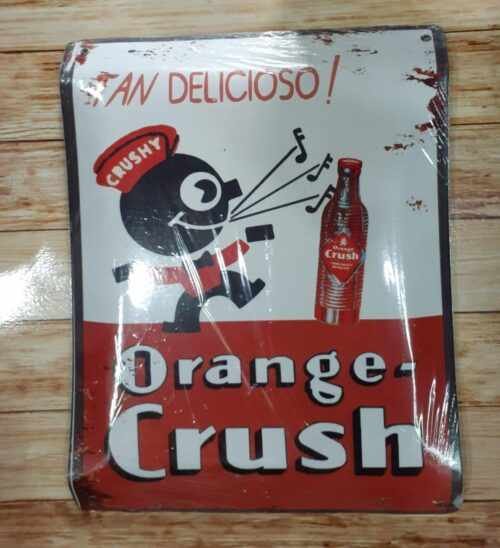 ¡TAN DELICIOSO!
CRUSHY
Orange
Crush
Orange-
Crush